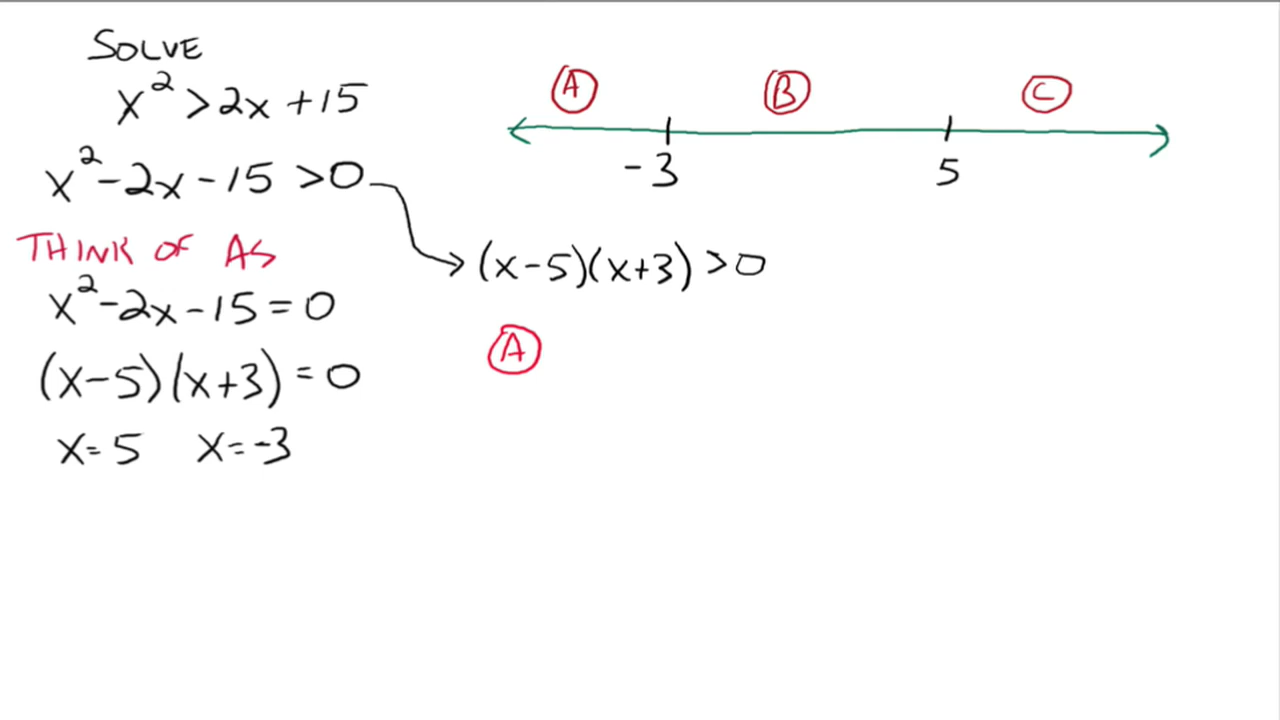 SOLVE
x² > 2x + 15
x² - 2x - 15 > 0
THINK OF AS
x² - 2x - 15 = 0
(x - 5)(x + 3) = 0
x = 5 x = -3
A B C
-3 5
(x - 5)(x + 3) > 0
A